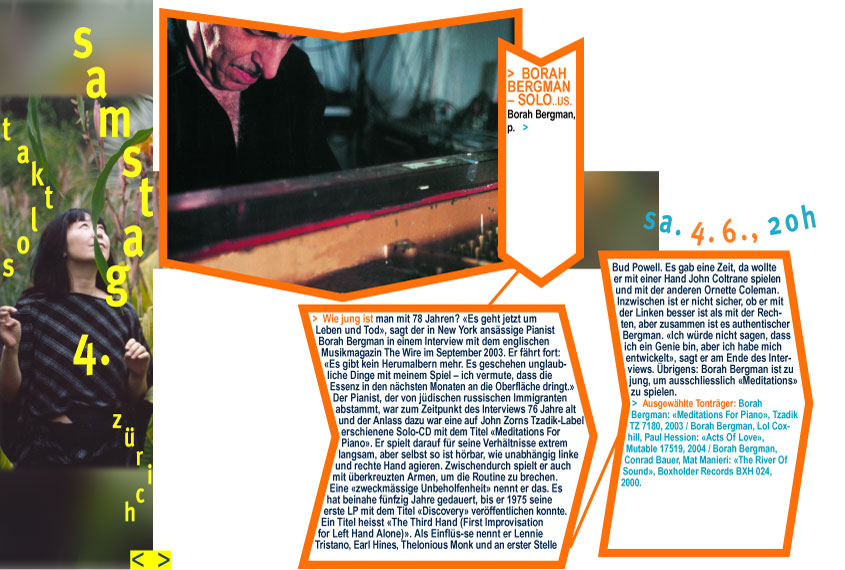 samstag
4.
taktlos
zürich
< >
> BORAH
BERGMAN
– SOLO..US.
Borah Bergman,
p. >
sa. 4. 6., 20h
> Wie jung ist man mit 78 Jahren? «Es geht jetzt um
Leben und Tod», sagt der in New York ansässige Pianist
Borah Bergman in einem Interview mit dem englischen
Musikmagazin The Wire im September 2003. Er fährt fort:
«Es gibt kein Herumalbern mehr. Es geschehen unglaub-
liche Dinge mit meinem Spiel – ich vermute, dass die
Essenz in den nächsten Monaten an die Oberfläche dringt.»
Der Pianist, der von jüdischen russischen Immigranten
abstammt, war zum Zeitpunkt des Interviews 76 Jahre alt
und der Anlass dazu war eine auf John Zorns Tzadik-Label
erschienene Solo-CD mit dem Titel «Meditations For
Piano». Er spielt darauf für seine Verhältnisse extrem
langsam, aber selbst so ist hörbar, wie unabhängig linke
und rechte Hand agieren. Zwischendurch spielt er auch
mit überkreuzten Armen, um die Routine zu brechen.
Eine «zweckmässige Unbeholfenheit» nennt er das. Es
hat beinahe fünfzig Jahre gedauert, bis er 1975 seine
erste LP mit dem Titel «Discovery» veröffentlichen konnte.
Ein Titel heisst «The Third Hand (First Improvisation
for Left Hand Alone)». Als Einflüs-se nennt er Lennie
Tristano, Earl Hines, Thelonious Monk und an erster Stelle
Bud Powell. Es gab eine Zeit, da wollte
er mit einer Hand John Coltrane spielen
und mit der anderen Ornette Coleman.
Inzwischen ist er nicht sicher, ob er mit
der Linken besser ist als mit der Rech-
ten, aber zusammen ist es authentischer
Bergman. «Ich würde nicht sagen, dass
ich ein Genie bin, aber ich habe mich
entwickelt», sagt er am Ende des Inter-
views. Übrigens: Borah Bergman ist zu
jung, um ausschliesslich «Meditations»
zu spielen.
> Ausgewählte Tonträger: Borah
Bergman: «Meditations For Piano», Tzadik
TZ 7180, 2003 / Borah Bergman, Lol Cox-
hill, Paul Hession: «Acts Of Love»,
Mutable 17519, 2004 / Borah Bergman,
Conrad Bauer, Mat Manieri: «The River Of
Sound», Boxholder Records BXH 024,
2000.